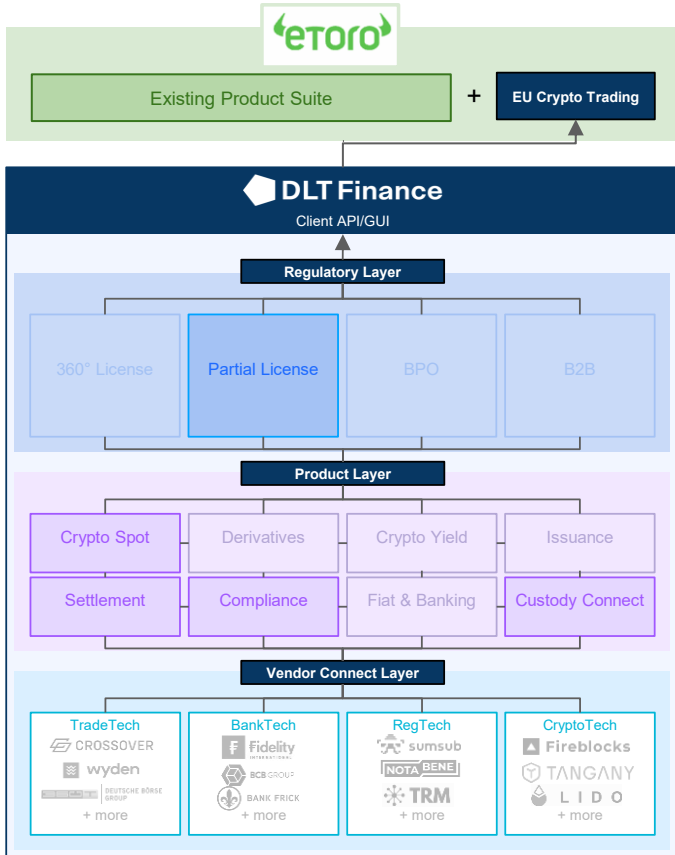 eToro
Existing Product Suite
+
EU Crypto Trading
DLT Finance
Client API/GUI
Regulatory Layer
360° License
Partial License
BPO
B2B
Product Layer
Crypto Spot
Derivatives
Crypto Yield
Issuance
Settlement
Compliance
Fiat & Banking
Custody Connect
Vendor Connect Layer
TradeTech
CROSSOVER
wyden
DEUTSCHE BÖRSE
GROUP
+ more
BankTech
Fidelity
INTERNATIONAL
BCB GROUP
BANK FRICK
+ more
RegTech
sumsub
NOTA BENE
TRM
+ more
CryptoTech
Fireblocks
TANGANY
LIDO
+ more